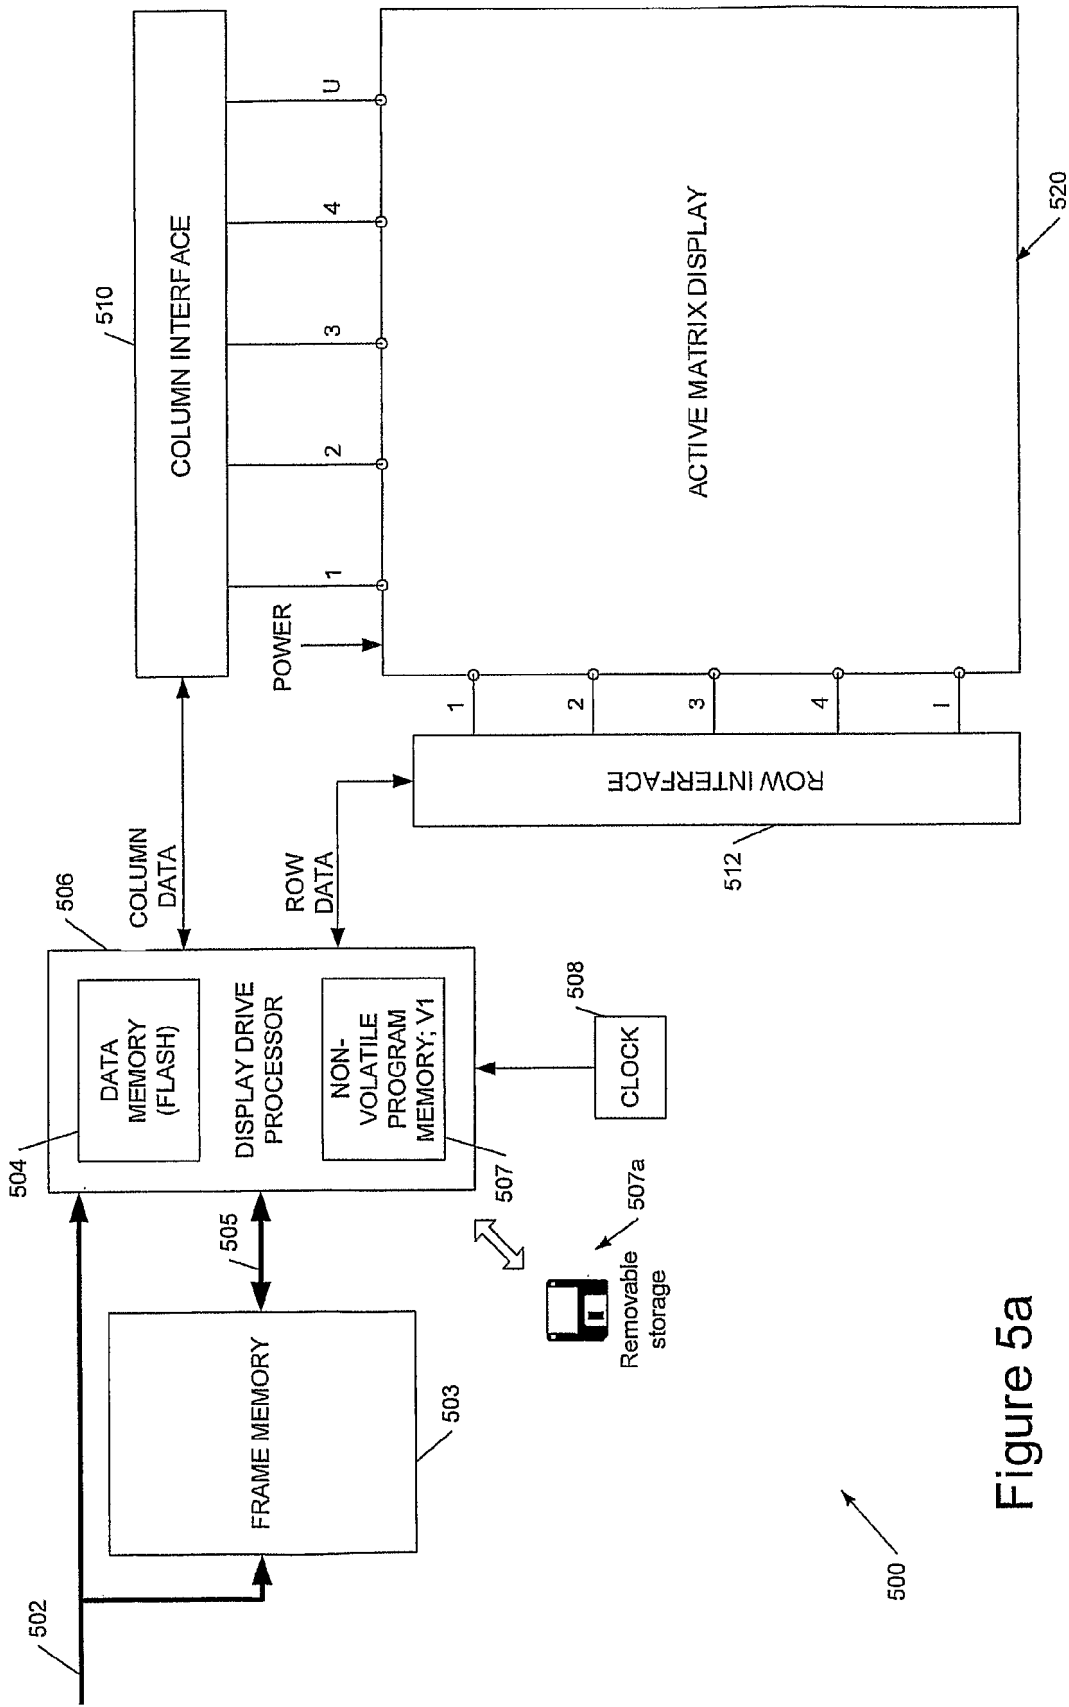 502
FRAME MEMORY
503
505
504
506
DATA
MEMORY
(FLASH)
DISPLAY DRIVE
PROCESSOR
NON-
VOLATILE
PROGRAM
MEMORY; V1
507
507a
Removable
storage
508
CLOCK
COLUMN
DATA
ROW
DATA
510
COLUMN INTERFACE
POWER
1
2
3
4
U
512
ROW INTERFACE
1
2
3
4
I
ACTIVE MATRIX DISPLAY
520
500
Figure 5a